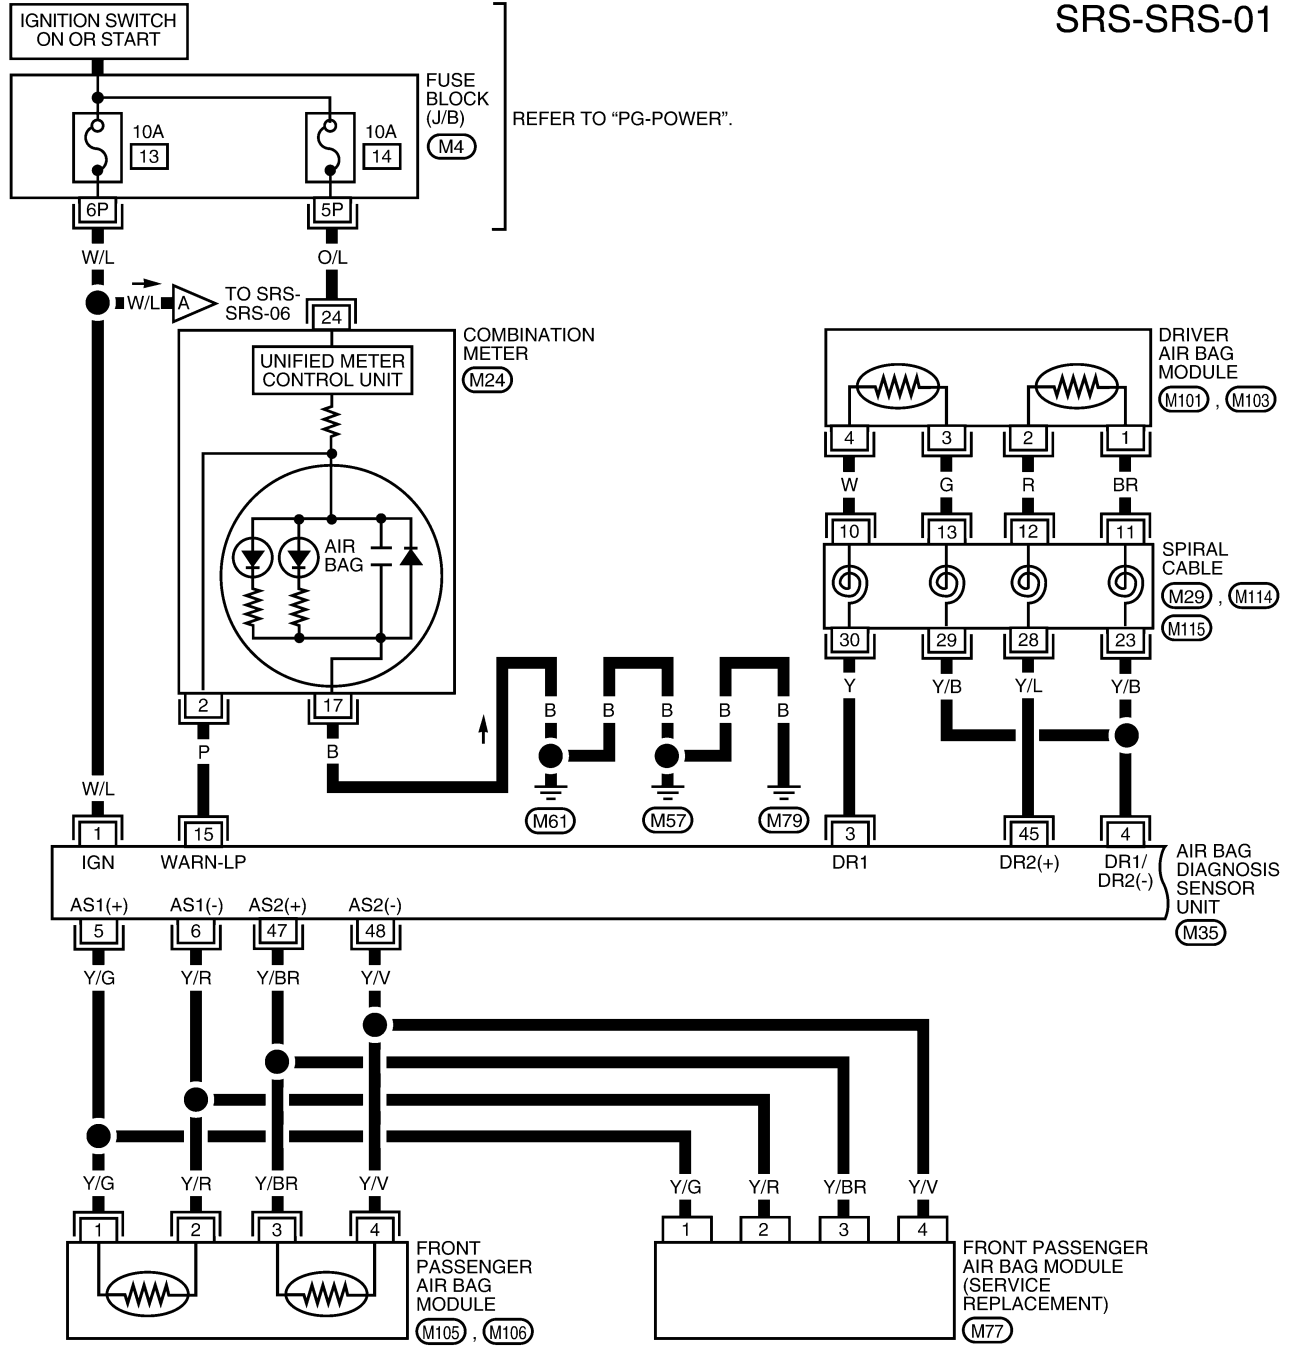 SRS-SRS-01
IGNITION SWITCH
ON OR START
FUSE
BLOCK
(J/B)
M4
REFER TO “PG-POWER”.
10A
13
10A
14
6P
5P
W/L
O/L
W/L
A
TO SRS-
SRS-06
24
COMBINATION
METER
M24
UNIFIED METER
CONTROL UNIT
AIR
BAG
2
17
P
B
B
B
B
B
B
M61
M57
M79
DRIVER
AIR BAG
MODULE
M101 , M103
4
3
2
1
W
G
R
BR
10
13
12
11
SPIRAL
CABLE
M29 , M114
M115
30
29
28
23
Y
Y/B
Y/L
Y/B
W/L
1
15
3
45
4
IGN
WARN-LP
DR1
DR2(+)
DR1/
DR2(-)
AIR BAG
DIAGNOSIS
SENSOR
UNIT
M35
AS1(+)
AS1(-)
AS2(+)
AS2(-)
5
6
47
48
Y/G
Y/R
Y/BR
Y/V
Y/G
Y/R
Y/BR
Y/V
Y/G
Y/R
Y/BR
Y/V
1
2
3
4
1
2
3
4
FRONT
PASSENGER
AIR BAG
MODULE
M105 , M106
FRONT PASSENGER
AIR BAG MODULE
(SERVICE
REPLACEMENT)
M77